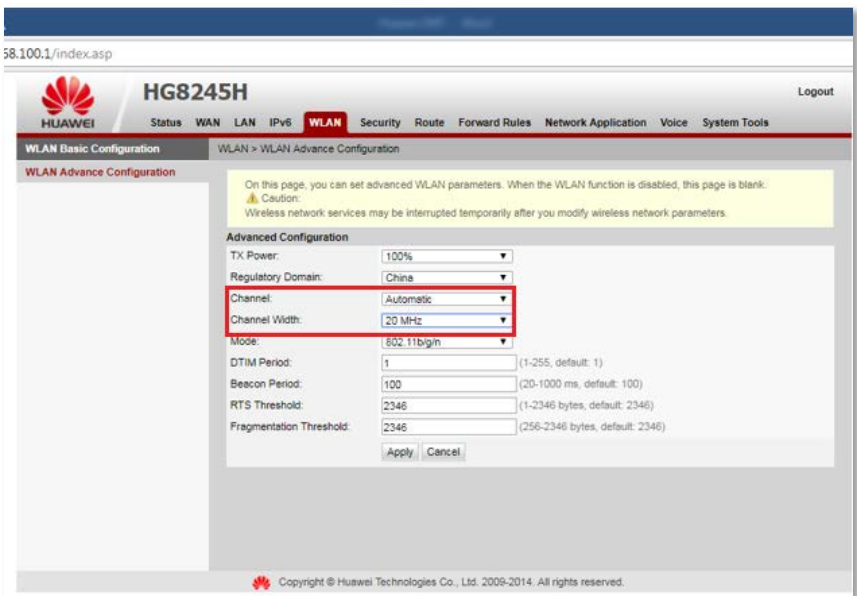 58.100.1/index.asp
HUAWEI
HG8245H
Logout
Status WAN LAN IPv6 WLAN Security Route Forward Rules Network Application Voice System Tools
WLAN Basic Configuration
WLAN > WLAN Advance Configuration
WLAN Advance Configuration
On this page, you can set advanced WLAN parameters. When the WLAN function is disabled, this page is blank.
Caution:
Wireless network services may be interrupted temporarily after you modify wireless network parameters.
Advanced Configuration
TX Power: 100%
Regulatory Domain: China
Channel: Automatic
Channel Width: 20 MHz
Mode: 802.11b/g/n
DTIM Period: 1 (1-255, default: 1)
Beacon Period: 100 (20-1000 ms, default: 100)
RTS Threshold: 2346 (1-2346 bytes, default: 2346)
Fragmentation Threshold: 2346 (256-2346 bytes, default: 2346)
Apply Cancel
Copyright © Huawei Technologies Co., Ltd. 2009-2014. All rights reserved.